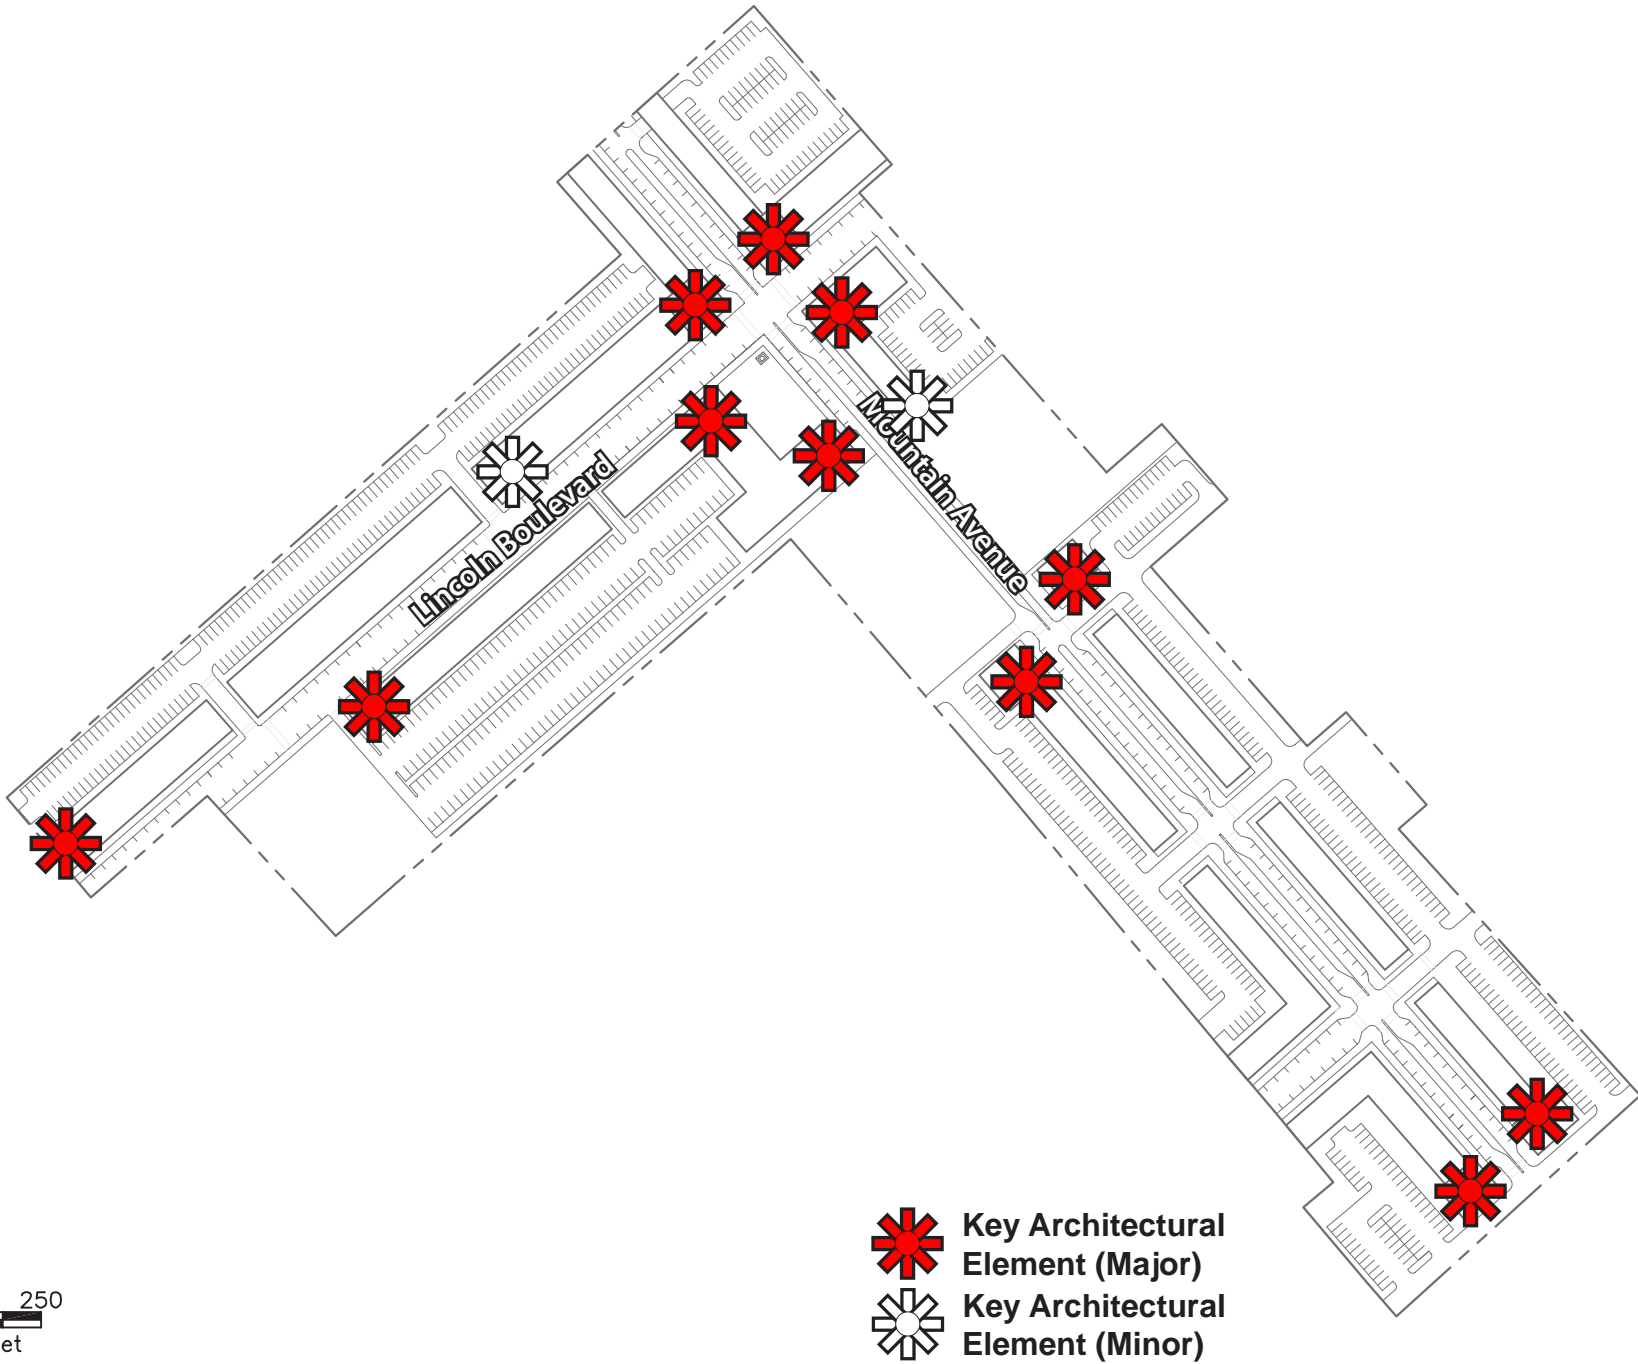 Mountain Avenue
Lincoln Boulevard
Key Architectural
Element (Major)
Key Architectural
Element (Minor)
250
et